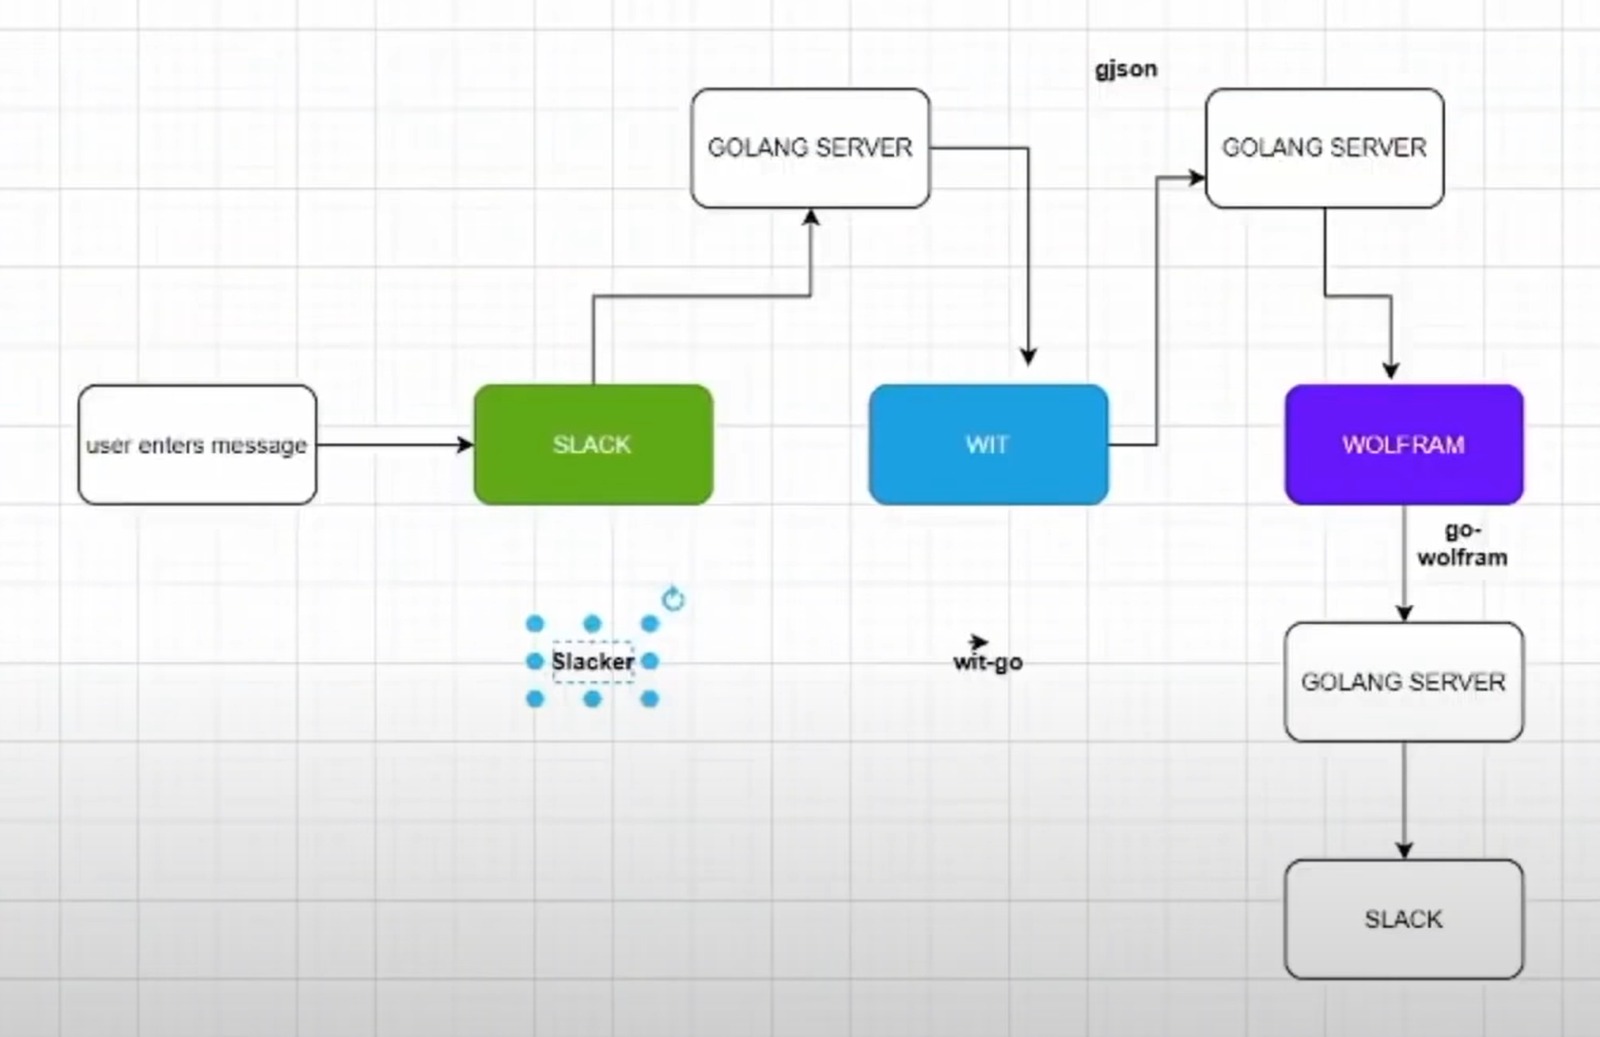 gjson
GOLANG SERVER
GOLANG SERVER
user enters message
SLACK
WIT
WOLFRAM
go-
wolfram
Slacker
wit-go
GOLANG SERVER
SLACK